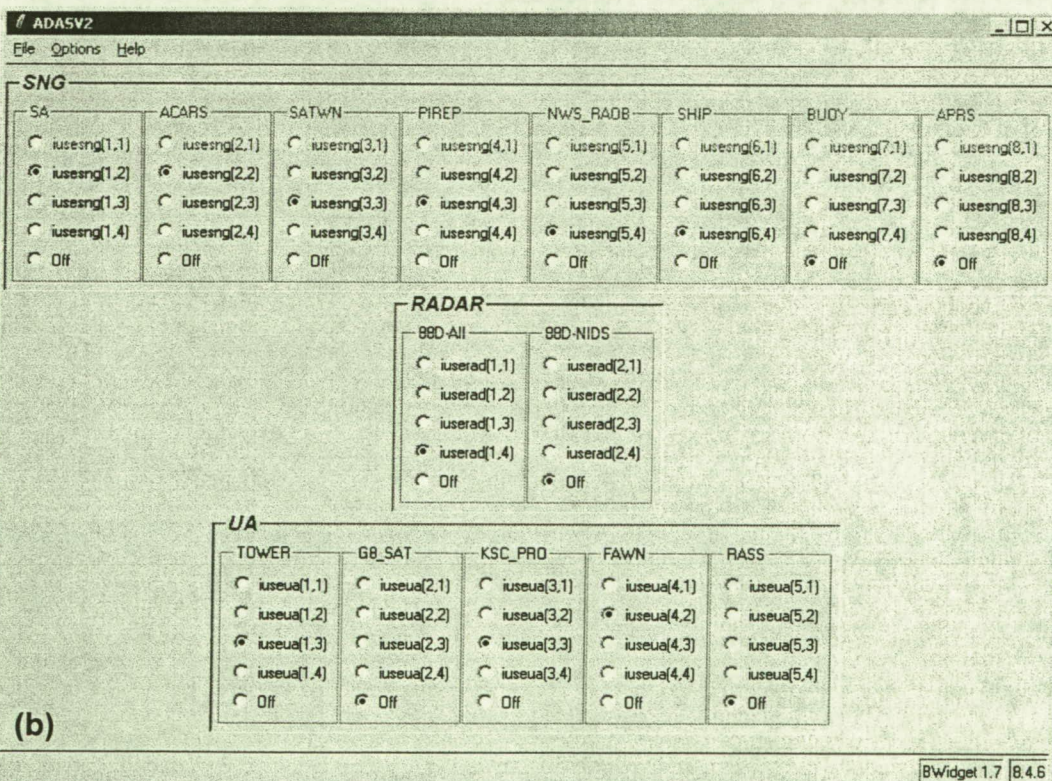 ADASV2
File Options Help
SNG
SA ACARS SATWN PIREP NWS_RAOB SHIP BUOY APRS
iusesng(1,1) iusesng(2,1) iusesng(3,1) iusesng(4,1) iusesng(5,1) iusesng(6,1) iusesng(7,1) iusesng(8,1)
iusesng(1,2) iusesng(2,2) iusesng(3,2) iusesng(4,2) iusesng(5,2) iusesng(6,2) iusesng(7,2) iusesng(8,2)
iusesng(1,3) iusesng(2,3) iusesng(3,3) iusesng(4,3) iusesng(5,3) iusesng(6,3) iusesng(7,3) iusesng(8,3)
iusesng(1,4) iusesng(2,4) iusesng(3,4) iusesng(4,4) iusesng(5,4) iusesng(6,4) iusesng(7,4) iusesng(8,4)
Off Off Off Off Off Off Off Off
RADAR
88D-All 88D-NIDS
iuserad(1,1) iuserad(2,1)
iuserad(1,2) iuserad(2,2)
iuserad(1,3) iuserad(2,3)
iuserad(1,4) iuserad(2,4)
Off Off
UA
TOWER G8_SAT KSC_PRO FAWN RASS
iuseua(1,1) iuseua(2,1) iuseua(3,1) iuseua(4,1) iuseua(5,1)
iuseua(1,2) iuseua(2,2) iuseua(3,2) iuseua(4,2) iuseua(5,2)
iuseua(1,3) iuseua(2,3) iuseua(3,3) iuseua(4,3) iuseua(5,3)
iuseua(1,4) iuseua(2,4) iuseua(3,4) iuseua(4,4) iuseua(5,4)
Off Off Off Off Off
(b)
BWidget 1.7 8.4.6